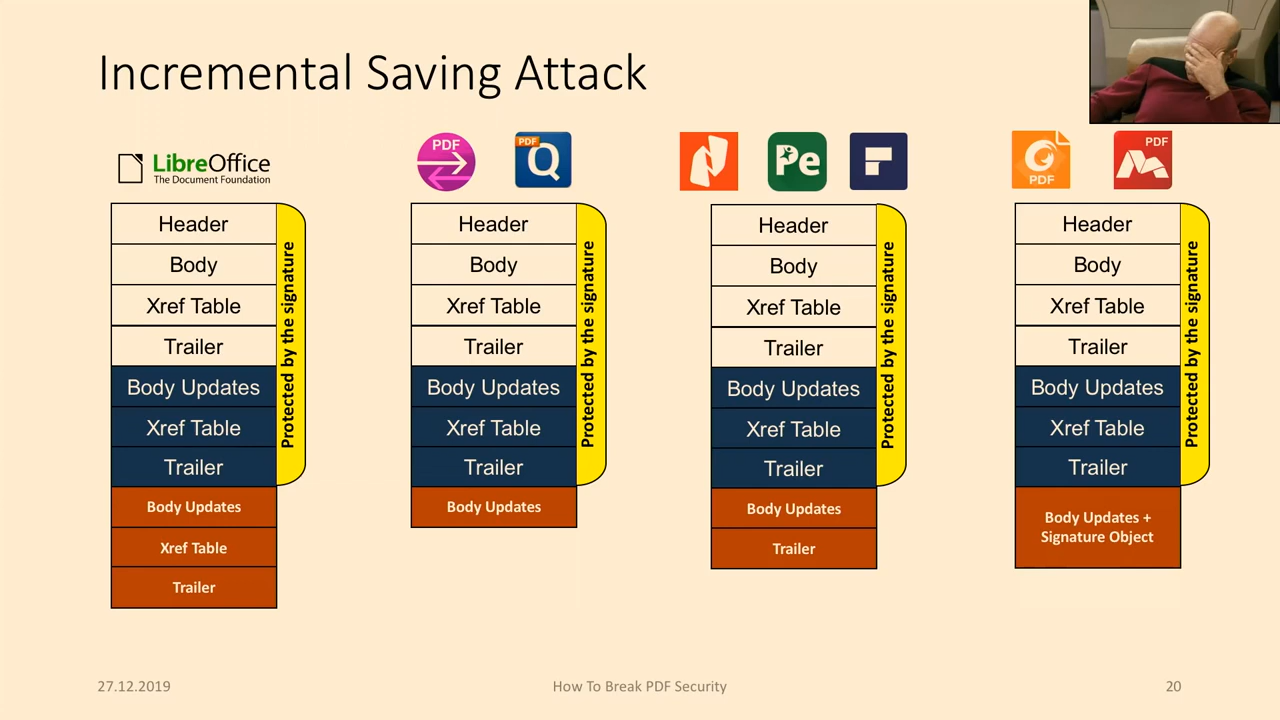 Incremental Saving Attack
LibreOffice
The Document Foundation
Header
Body
Xref Table
Trailer
Body Updates
Xref Table
Trailer
Body Updates
Xref Table
Trailer
Protected by the signature
PDF
PDF
Q
Header
Body
Xref Table
Trailer
Body Updates
Xref Table
Trailer
Body Updates
Protected by the signature
Pe
Header
Body
Xref Table
Trailer
Body Updates
Xref Table
Trailer
Body Updates
Trailer
Protected by the signature
PDF
PDF
Header
Body
Xref Table
Trailer
Body Updates
Xref Table
Trailer
Body Updates +
Signature Object
Protected by the signature
27.12.2019
How To Break PDF Security
20